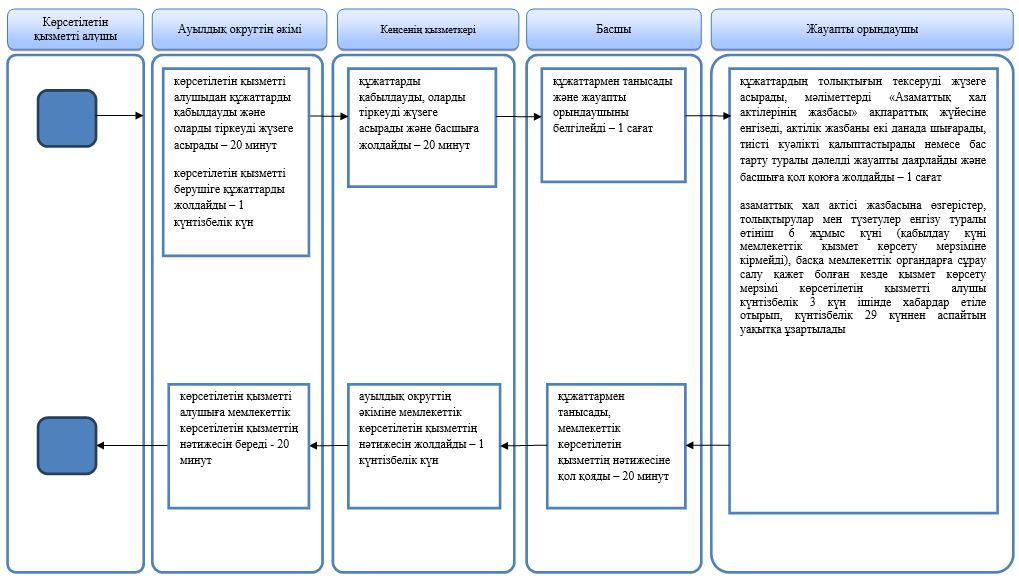 Көрсетілетін
қызметті алушы
Ауылдық округтің әкімі
Кеңсенің қызметкері
Басшы
Жауапты орындаушы
көрсетілетін қызметті
алушыдан құжаттарды
қабылдауды және
оларды тіркеуді жүзеге
асырады – 20 минут
көрсетілетін қызметті
берушіге құжаттарды
жолдайды – 1
күнтізбелік күн
құжаттарды
қабылдауды, оларды
тіркеуді жүзеге
асырады және басшыға
жолдайды – 20 минут
құжаттармен танысады
және жауапты
орындаушыны
белгілейді – 1 сағат
құжаттардың толықтығын тексеруді жүзеге
асырады, мәліметтерді «Азаматтық хал
актілерінің жазбасы» ақпараттық жүйесіне
енгізеді, актілік жазбаны екі данада шығарады,
тиісті куәлікті қалыптастырады немесе бас
тарту туралы дәлелді жауапты даярлайды және
басшыға қол қоюға жолдайды – 1 сағат
азаматтық хал актісі жазбасына өзгерістер,
толықтырулар мен түзетулер енгізу туралы
өтініш 6 жұмыс күні (қабылдау күні
мемлекеттік қызмет көрсету мерзіміне
кірмейді), басқа мемлекеттік органдарға сұрау
салу қажет болған кезде қызмет көрсету
мерзімі көрсетілетін қызметті алушы
күнтізбелік 3 күн ішінде хабардар етіле
отырып, күнтізбелік 29 күннен аспайтын
уақытқа ұзартылады
көрсетілетін қызметті
алушыға мемлекеттік
көрсетілетін қызметтің
нәтижесін береді - 20
минут
ауылдық округтің
әкіміне мемлекеттік
көрсетілетін қызметтің
нәтижесін жолдайды – 1
күнтізбелік күн
құжаттармен
танысады,
мемлекеттік
көрсетілетін
қызметтің нәтижесіне
қол қояды – 20 минут